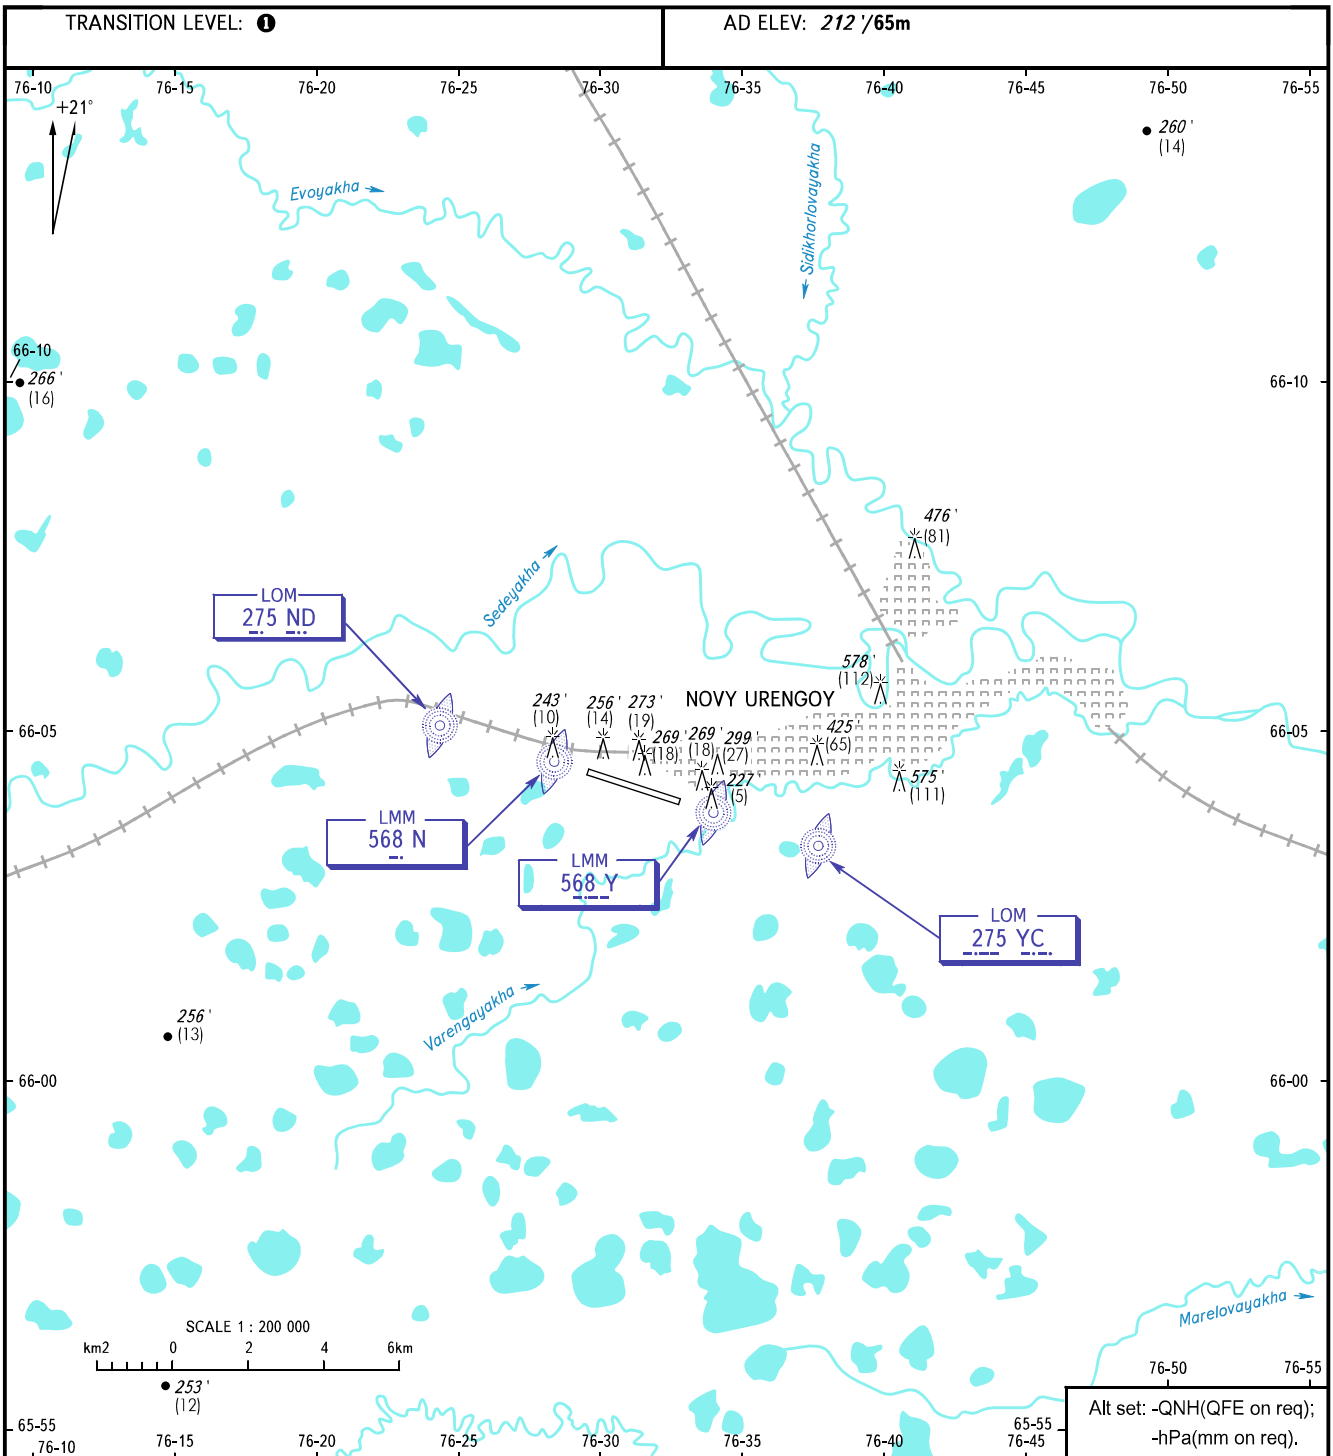 TRANSITION LEVEL: ❶
AD ELEV: 212 '/65m
76-10 76-15 76-20 76-25 76-30 76-35 76-40 76-45 76-50 76-55
+21°
260 '
(14)
Evoyakha
Sidikhorlovayakha
66-10
266 '
(16)
66-10
476 '
(81)
Sedeyakha
LOM
275 ND
578 '
(112)
NOVY URENGOY
243 '
(10)
256 '
(14)
273 '
(19)
269 '
(18)
269 '
(18)
299 '
(27)
425 '
(65)
66-05
66-05
227 '
(5)
575 '
(111)
LMM
568 N
LMM
568 Y
LOM
275 YC
Varengayakha
256 '
(13)
66-00
66-00
Marelovayakha
SCALE 1 : 200 000
km2 0 2 4 6km
253 '
(12)
76-50 76-55
Alt set: -QNH(QFE on req);
-hPa(mm on req).
65-55
65-55
76-10 76-15 76-20 76-25 76-30 76-35 76-40 76-45